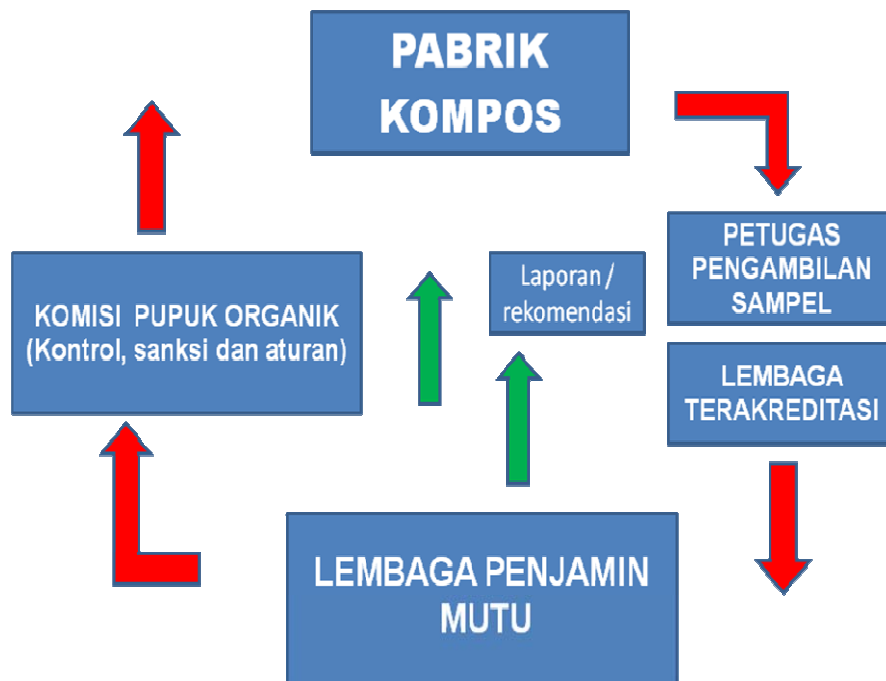 PABRIK
KOMPOS
PETUGAS
PENGAMBILAN
SAMPEL
Laporan /
rekomendasi
KOMISI PUPUK ORGANIK
(Kontrol, sanksi dan aturan)
LEMBAGA
TERAKREDITASI
LEMBAGA PENJAMIN
MUTU